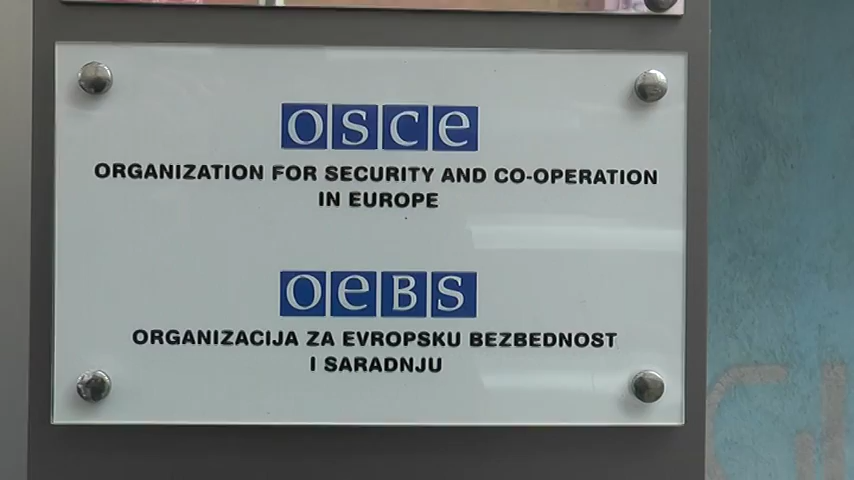 OSCE
ORGANIZATION FOR SECURITY AND CO-OPERATION
IN EUROPE
OEBS
ORGANIZACIJA ZA EVROPSKU BEZBEDNOST
I SARADNJU